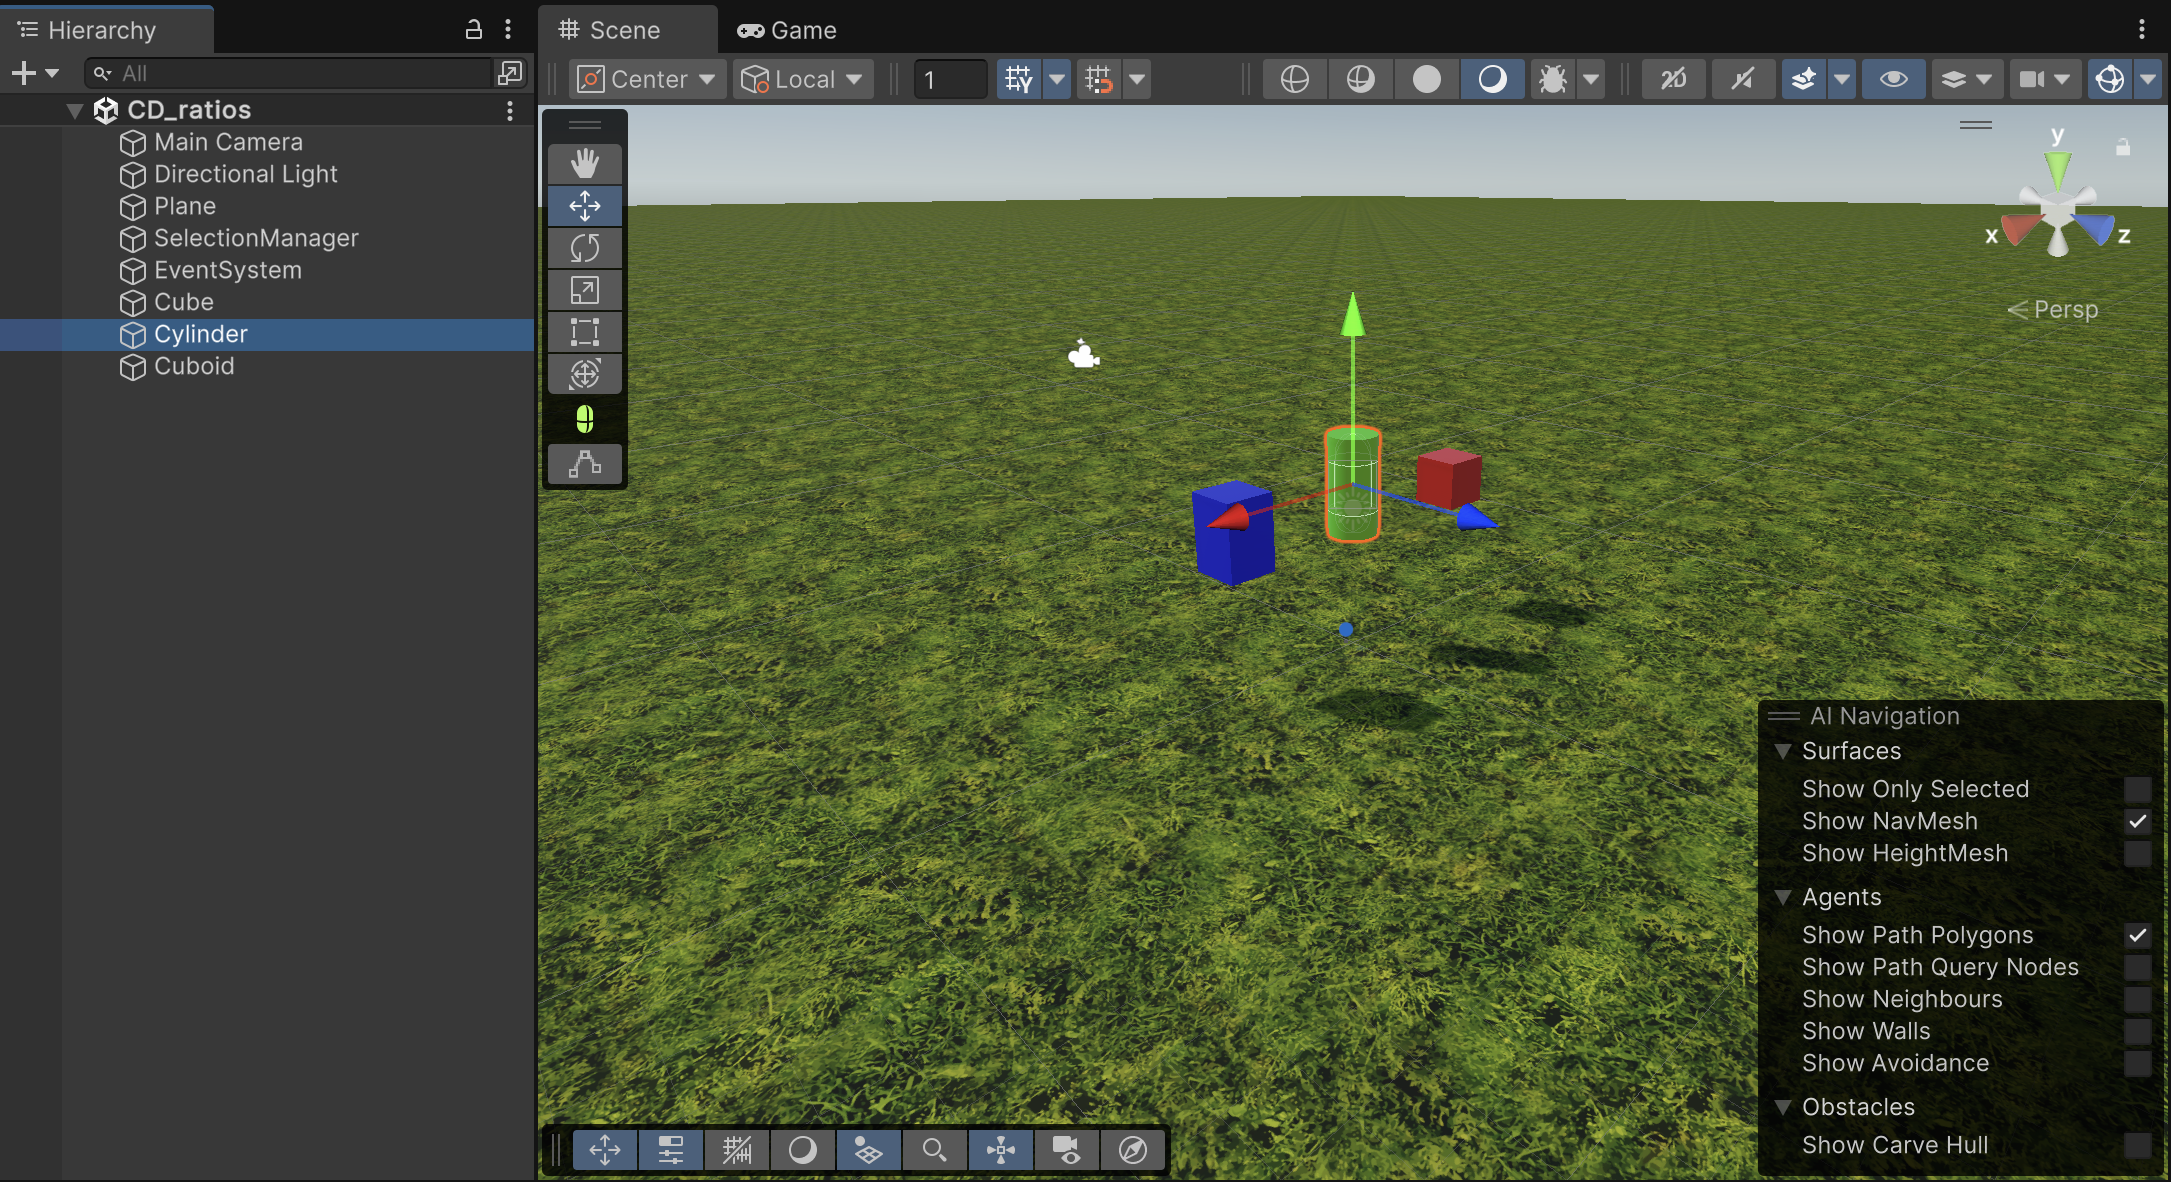 Hierarchy
All
CD_ratios
Main Camera
Directional Light
Plane
SelectionManager
EventSystem
Cube
Cylinder
Cuboid
Scene
Game
Center
Local
1
2D
y
x
z
Persp
AI Navigation
Surfaces
Show Only Selected
Show NavMesh
Show HeightMesh
Agents
Show Path Polygons
Show Path Query Nodes
Show Neighbours
Show Walls
Show Avoidance
Obstacles
Show Carve Hull